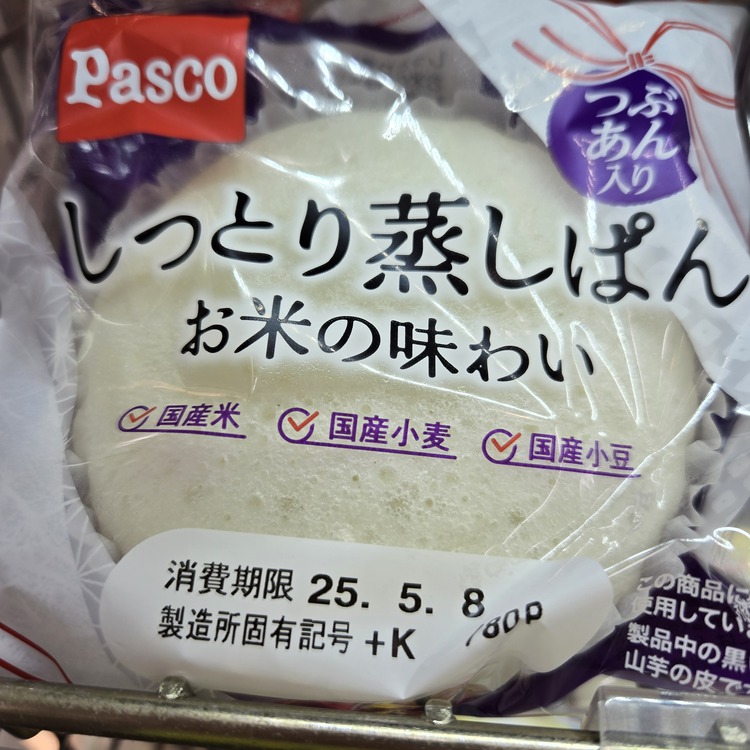 Pasco
つぶ
あん
入り
しっとり蒸しぱん
お米の味わい
国産米
国産小麦
国産小豆
消費期限 25. 5. 8
製造所固有記号 +K
この商品に
使用してい
製品中の黒
山芋の皮です